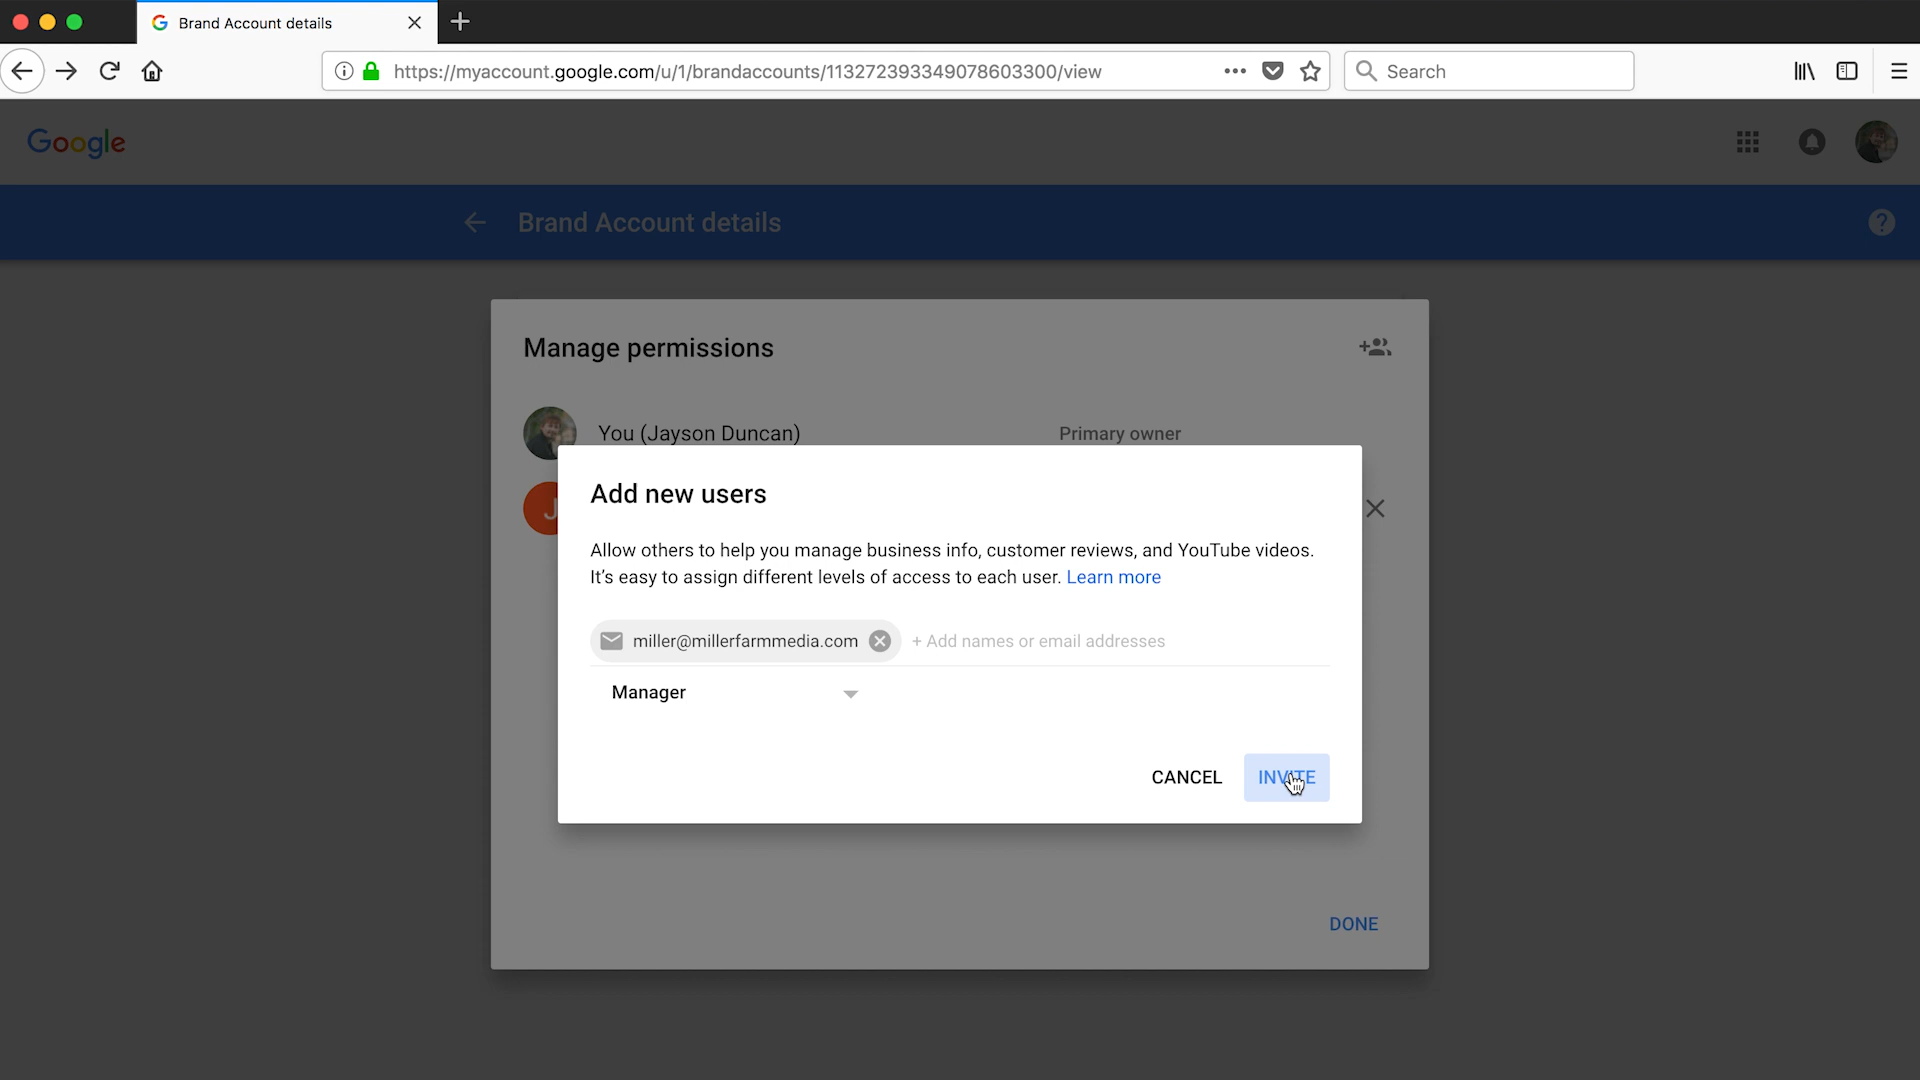 Brand Account details
https://myaccount.google.com/u/1/brandaccounts/113272393349078603300/view
Search
Google
Brand Account details
?
Manage permissions
You (Jayson Duncan)
Primary owner
J
Add new users
Allow others to help you manage business info, customer reviews, and YouTube videos.
It's easy to assign different levels of access to each user. Learn more
miller@millerfarmmedia.com
+ Add names or email addresses
Manager
CANCEL
INVITE
DONE